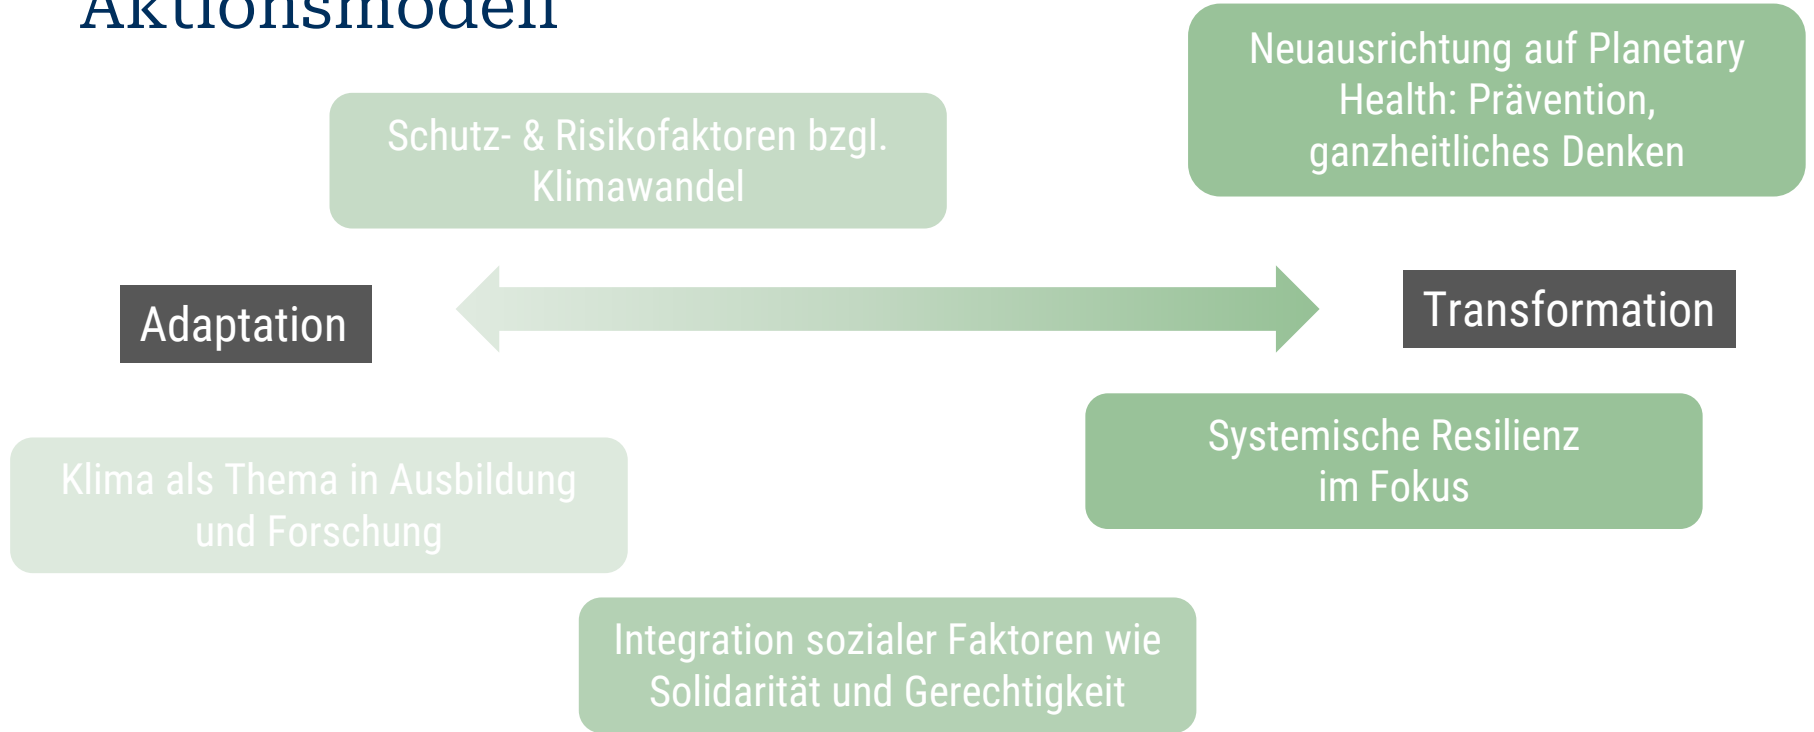 Aktionsmodell
Neuausrichtung auf Planetary
Health: Prävention,
ganzheitliches Denken
Schutz- & Risikofaktoren bzgl.
Klimawandel
Adaptation
Transformation
Systemische Resilienz
im Fokus
Klima als Thema in Ausbildung
und Forschung
Integration sozialer Faktoren wie
Solidarität und Gerechtigkeit